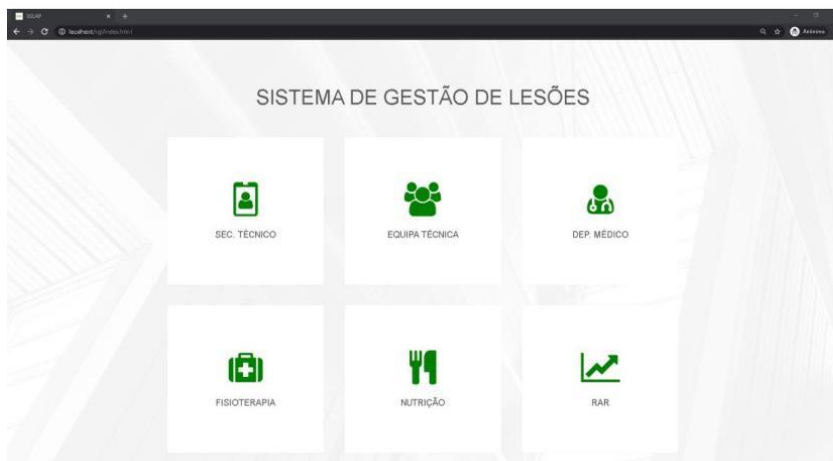 SISTEMA DE GESTÃO DE LESÕES
SEC. TÉCNICO
EQUIPA TÉCNICA
DEP. MÉDICO
FISIOTERAPIA
NUTRIÇÃO
RAR